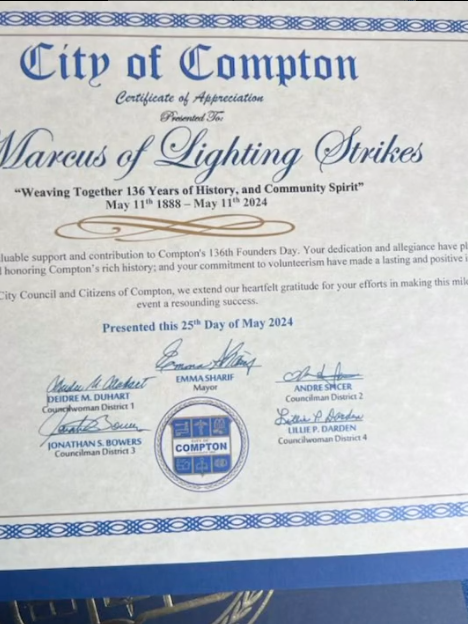 City of Compton
Certificate of Appreciation
Presented To:
Marcus of Lighting Strikes
“Weaving Together 136 Years of History, and Community Spirit”
May 11th 1888 – May 11th 2024
luable support and contribution to Compton's 136th Founders Day. Your dedication and allegiance have pl
honoring Compton’s rich history; and your commitment to volunteerism have made a lasting and positive i
City Council and Citizens of Compton, we extend our heartfelt gratitude for your efforts in making this mile
event a resounding success.
Presented this 25th Day of May 2024
EMMA SHARIF
Mayor
DEIDRE M. DUHART
Councilwoman District 1
ANDRE SPICER
Councilman District 2
JONATHAN S. BOWERS
Councilman District 3
LILLIE P. DARDEN
Councilwoman District 4
CITY OF
COMPTON